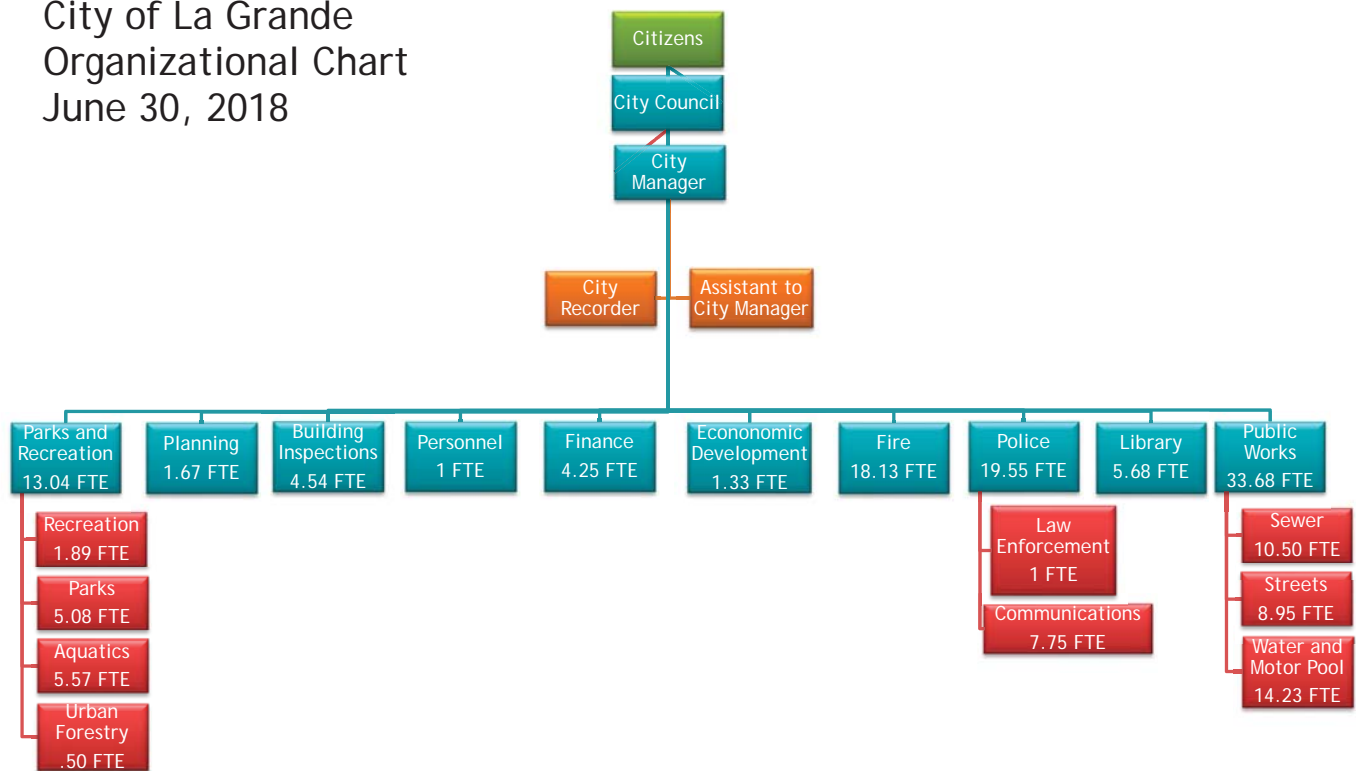 City of La Grande
Organizational Chart
June 30, 2018
Citizens
City Council
City
Manager
City
Recorder
Assistant to
City Manager
Parks and
Recreation
13.04 FTE
Planning
1.67 FTE
Building
Inspections
4.54 FTE
Personnel
1 FTE
Finance
4.25 FTE
Econonomic
Development
1.33 FTE
Fire
18.13 FTE
Police
19.55 FTE
Library
5.68 FTE
Public
Works
33.68 FTE
Recreation
1.89 FTE
Parks
5.08 FTE
Aquatics
5.57 FTE
Urban
Forestry
.50 FTE
Law
Enforcement
1 FTE
Communications
7.75 FTE
Sewer
10.50 FTE
Streets
8.95 FTE
Water and
Motor Pool
14.23 FTE